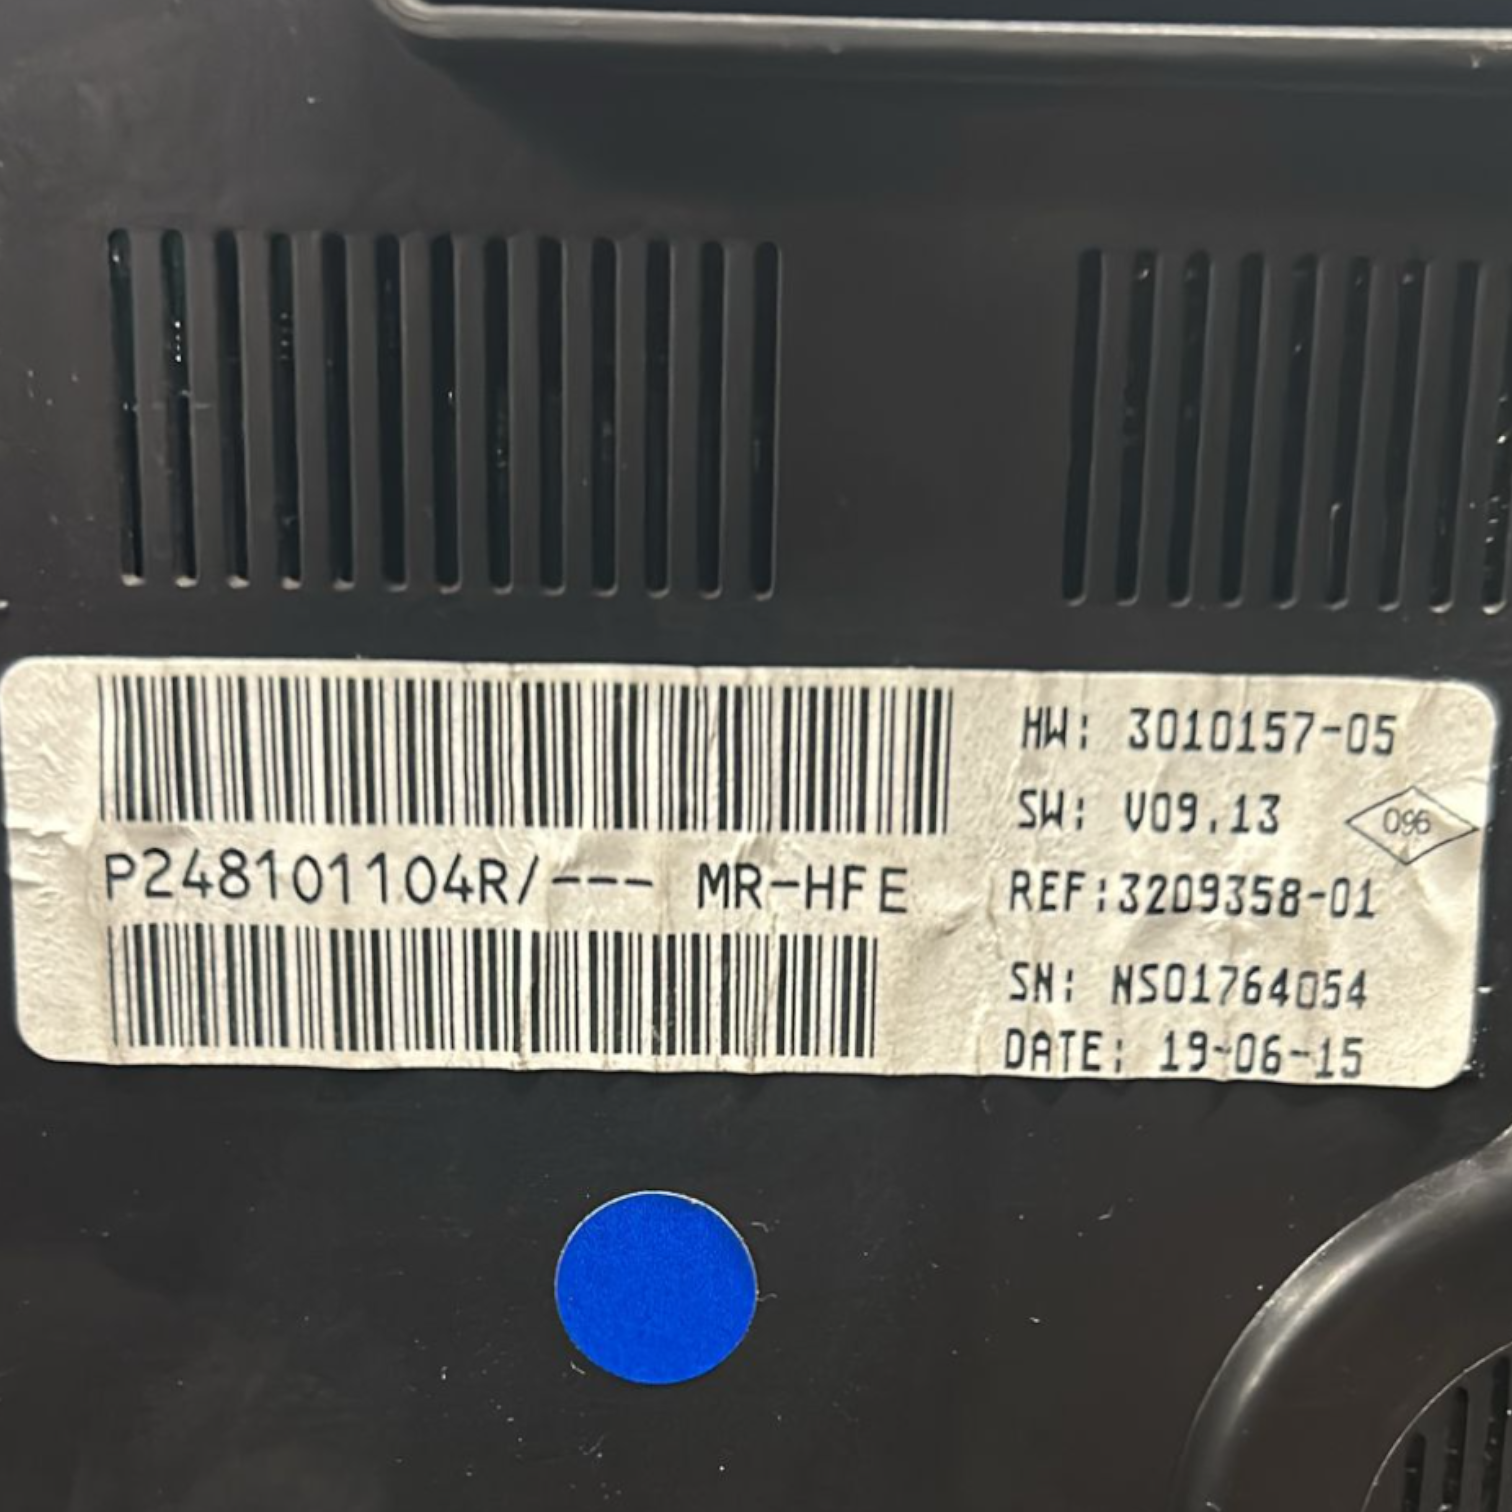 HW: 3010157-05
SW: V09.13
096
P248101104R/--- MR-HFE
REF:3209358-01
SN: NS01764054
DATE: 19-06-15